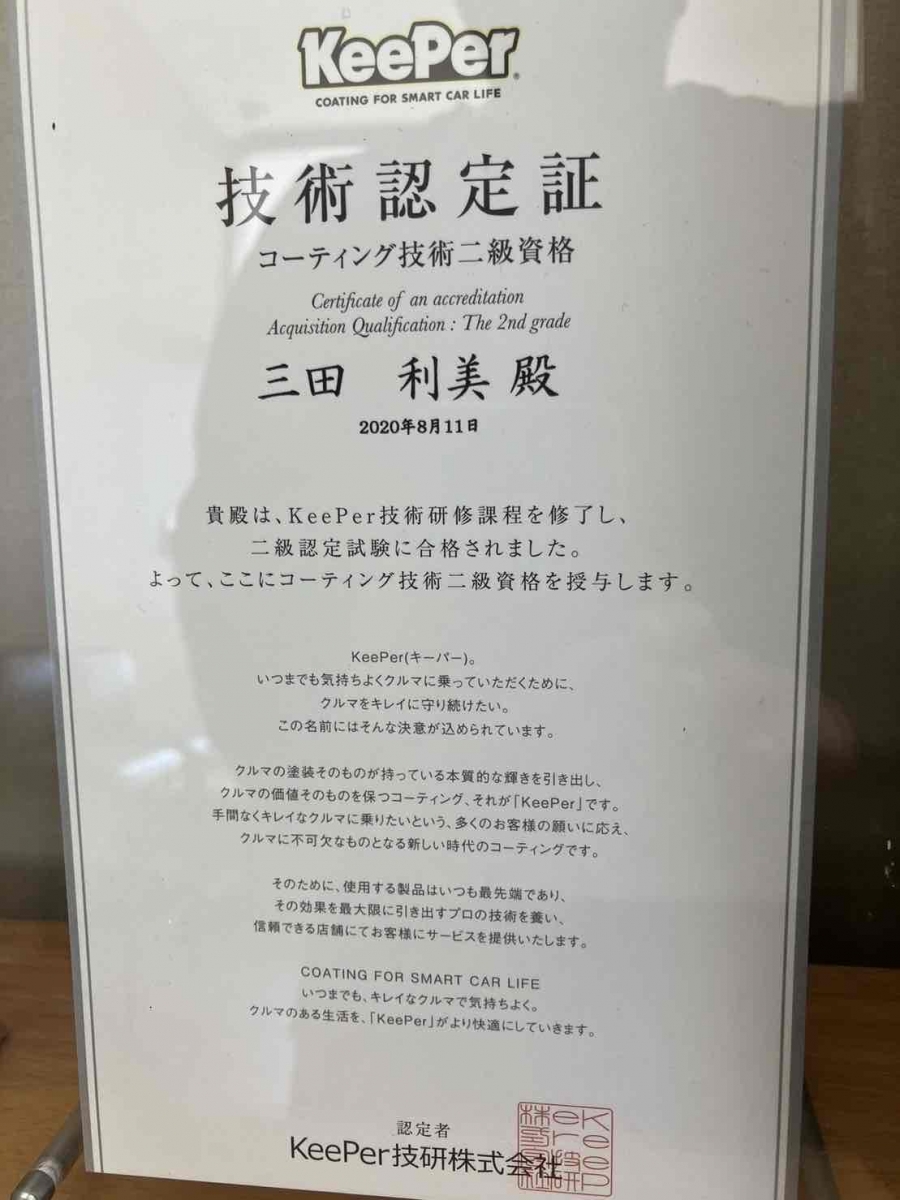 KeePer
COATING FOR SMART CAR LIFE
技術認定証
コーティング技術二級資格
Certificate of an accreditation
Acquisition Qualification : The 2nd grade
三田 利美 殿
2020年8月11日
貴殿は、KeePer技術研修課程を修了し、
二級認定試験に合格されました。
よって、ここにコーティング技術二級資格を授与します。
KeePer(キーパー)。
いつまでも気持ちよくクルマに乗っていただくために、
クルマをキレイに守り続けたい。
この名前にはそんな決意が込められています。
クルマの塗装そのものが持っている本質的な輝きを引き出し、
クルマの価値そのものを保つコーティング、それが「KeePer」です。
手間なくキレイなクルマに乗りたいという、多くのお客様の願いに応え、
クルマに不可欠なものとなる新しい時代のコーティングです。
そのために、使用する製品はいつも最先端であり、
その効果を最大限に引き出すプロの技術を養い、
信頼できる店舗にてお客様にサービスを提供いたします。
COATING FOR SMART CAR LIFE
いつまでも、キレイなクルマで気持ちよく。
クルマのある生活を、「KeePer」がより快適にしていきます。
認定者
KeePer技研株式会社